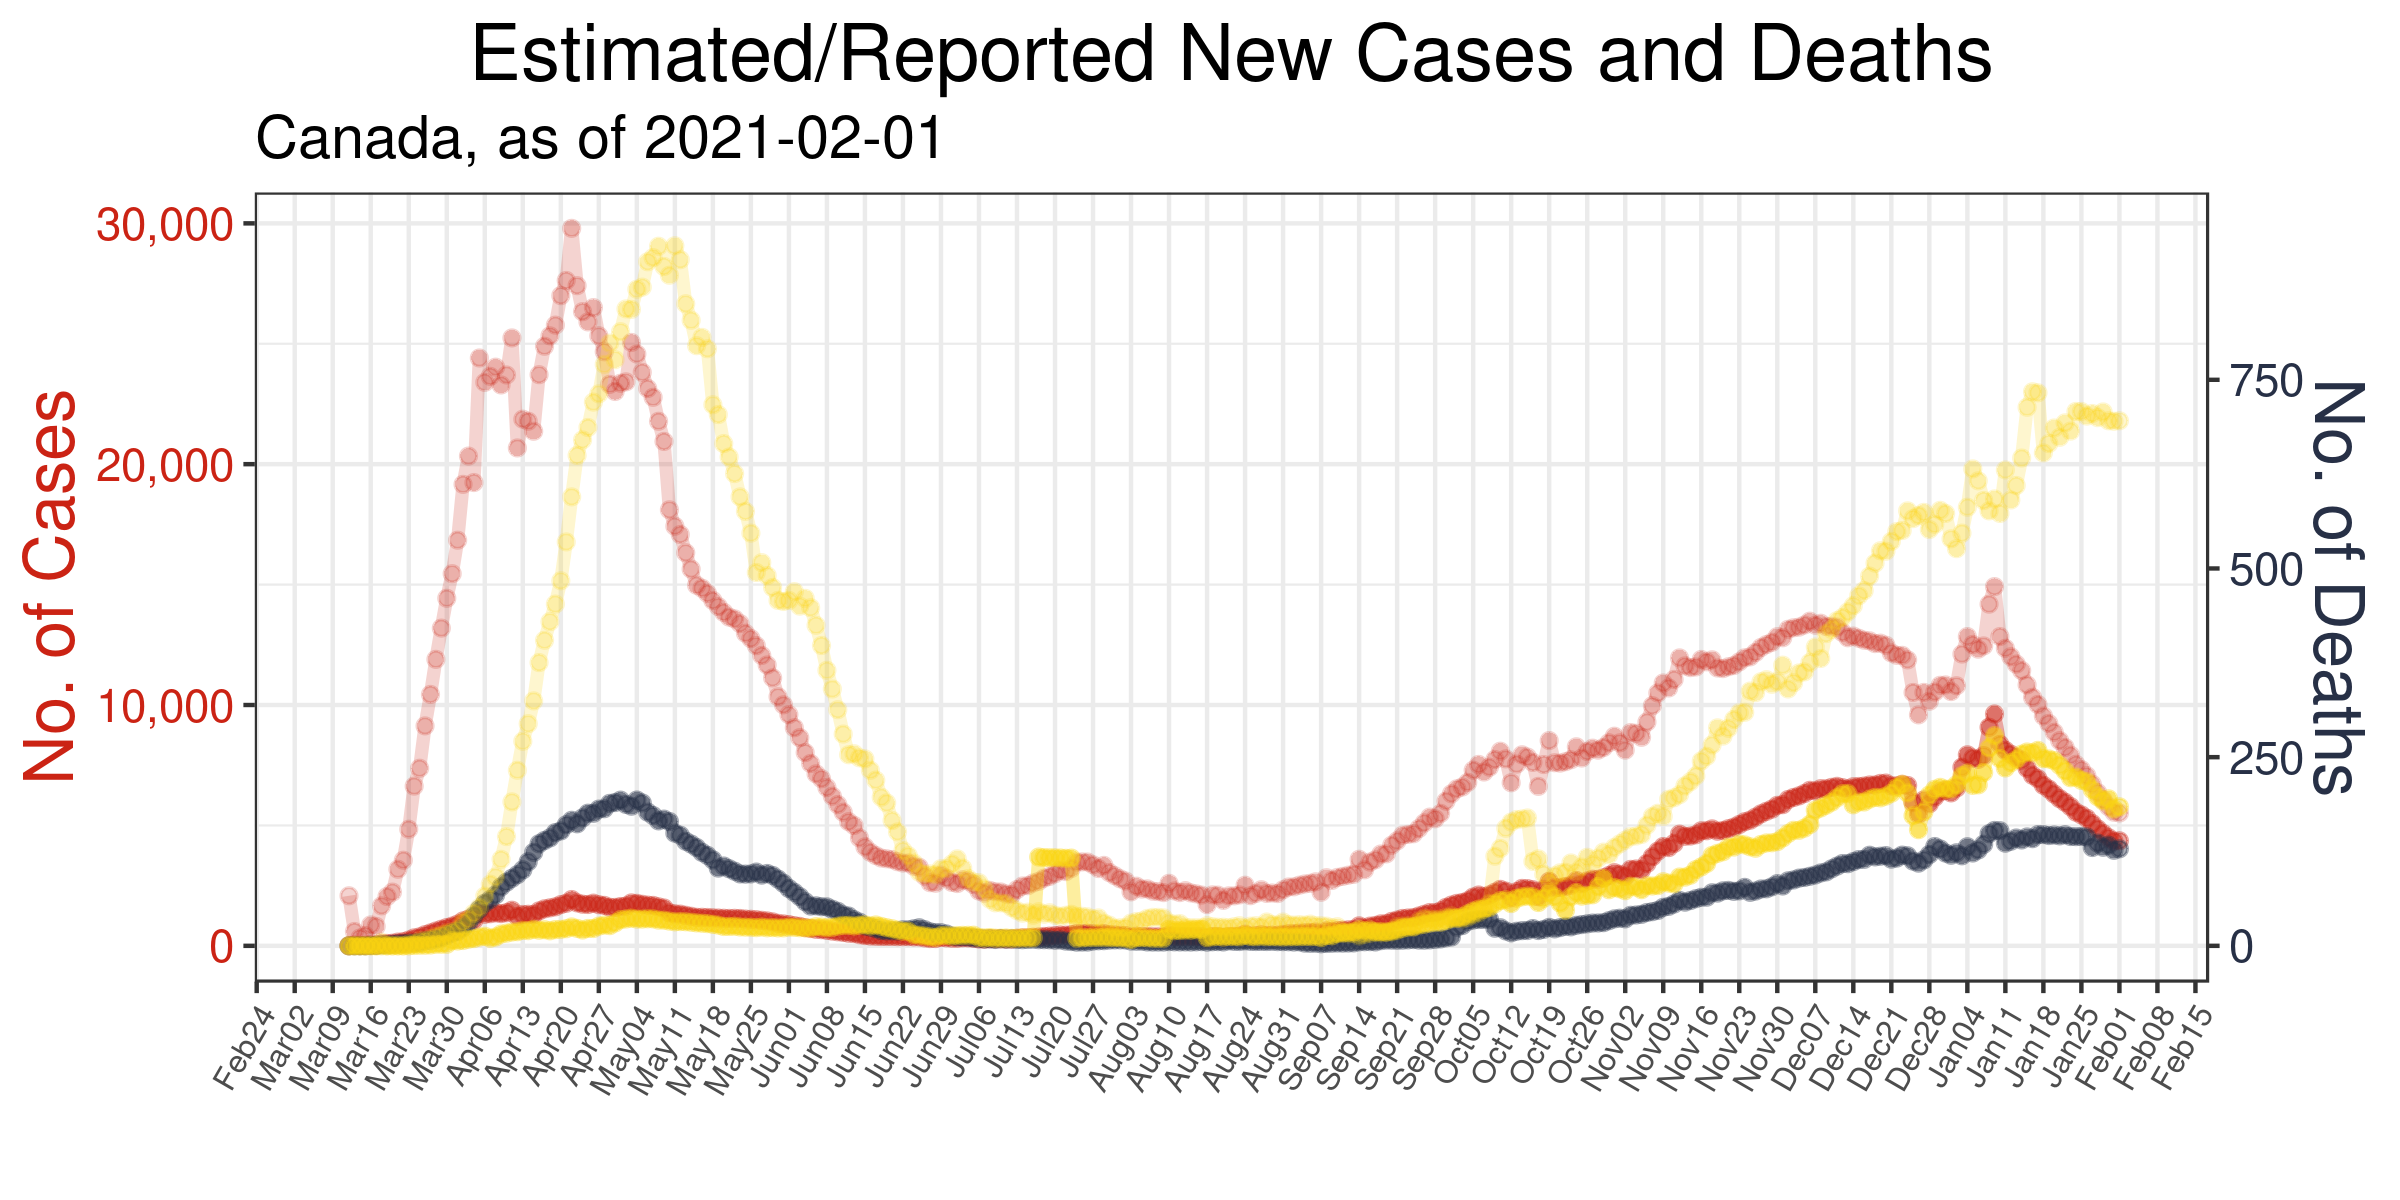 Estimated/Reported New Cases and Deaths
Canada, as of 2021-02-01
No. of Cases
30,000
20,000
10,000
0
750
500
250
0
No. of Deaths
Feb24
Mar02
Mar09
Mar16
Mar23
Mar30
Apr06
Apr13
Apr20
Apr27
May04
May11
May18
May25
Jun01
Jun08
Jun15
Jun22
Jun29
Jul06
Jul13
Jul20
Jul27
Aug03
Aug10
Aug17
Aug24
Aug31
Sep07
Sep14
Sep21
Sep28
Oct05
Oct12
Oct19
Oct26
Nov02
Nov09
Nov16
Nov23
Nov30
Dec07
Dec14
Dec21
Dec28
Jan04
Jan11
Jan18
Jan25
Feb01
Feb08
Feb15